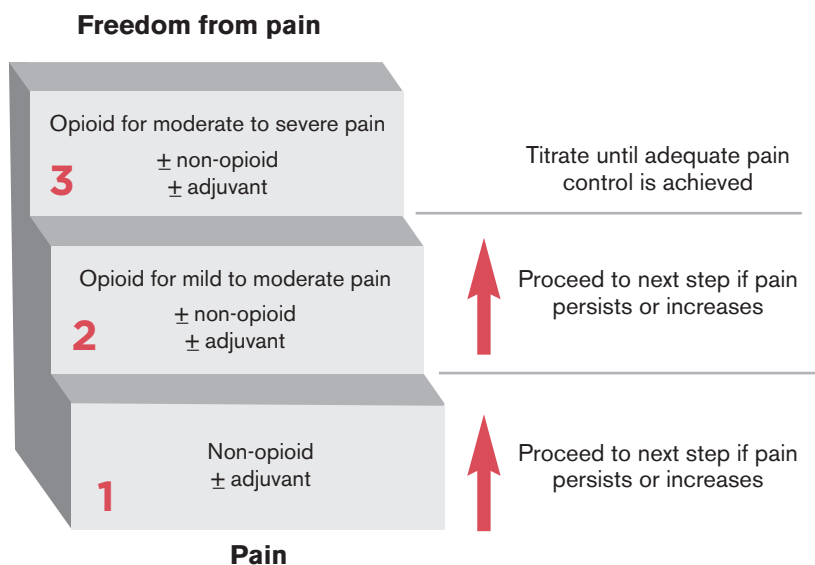 Freedom from pain
Opioid for moderate to severe pain
± non-opioid
± adjuvant
3
Titrate until adequate pain
control is achieved
Opioid for mild to moderate pain
± non-opioid
± adjuvant
2
Proceed to next step if pain
persists or increases
Non-opioid
± adjuvant
1
Proceed to next step if pain
persists or increases
Pain